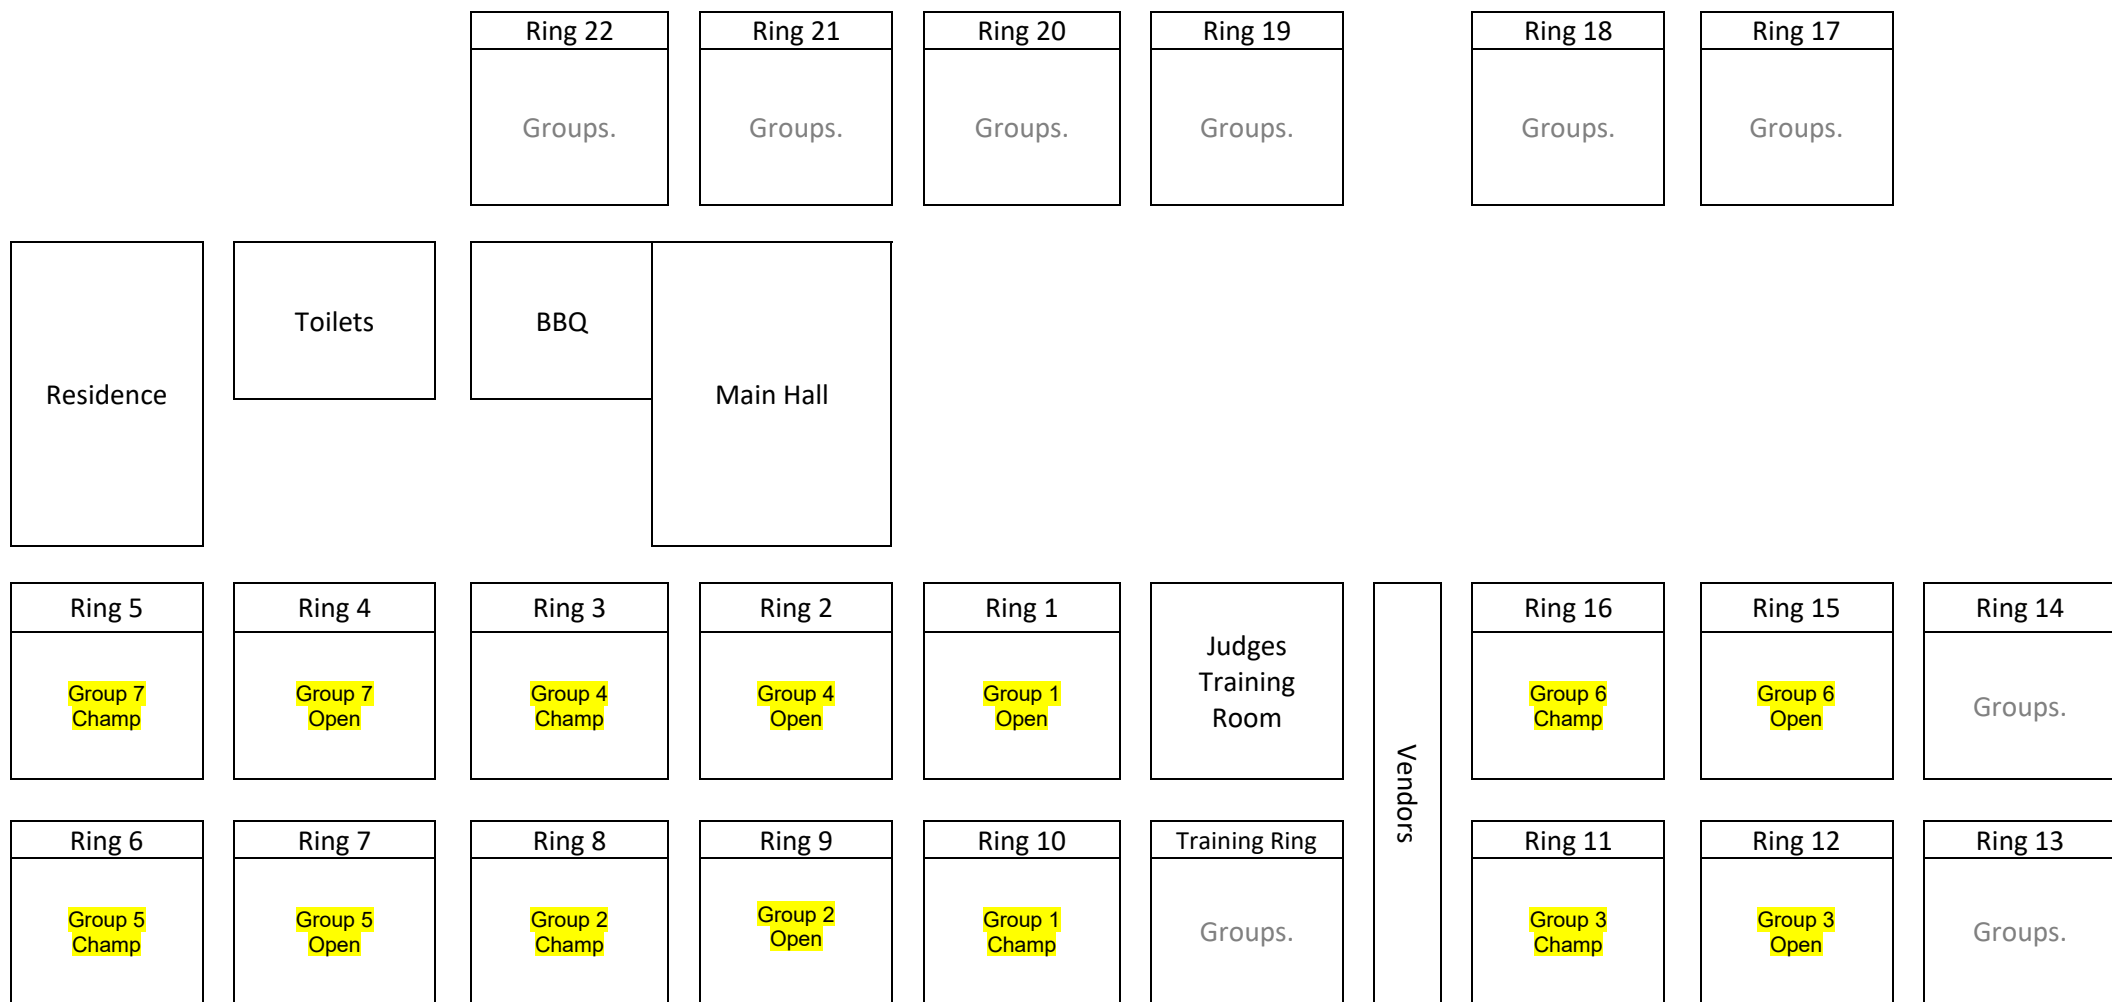 Ring 22
Ring 21
Ring 20
Ring 19
Ring 18
Ring 17
Groups.
Groups.
Groups.
Groups.
Groups.
Groups.
Residence
Toilets
BBQ
Main Hall
Ring 5
Ring 4
Ring 3
Ring 2
Ring 1
Judges
Training
Room
Vendors
Ring 16
Ring 15
Ring 14
Group 7
Champ
Group 7
Open
Group 4
Champ
Group 4
Open
Group 1
Open
Group 6
Champ
Group 6
Open
Groups.
Ring 6
Ring 7
Ring 8
Ring 9
Ring 10
Training Ring
Ring 11
Ring 12
Ring 13
Group 5
Champ
Group 5
Open
Group 2
Champ
Group 2
Open
Group 1
Champ
Groups.
Group 3
Champ
Group 3
Open
Groups.